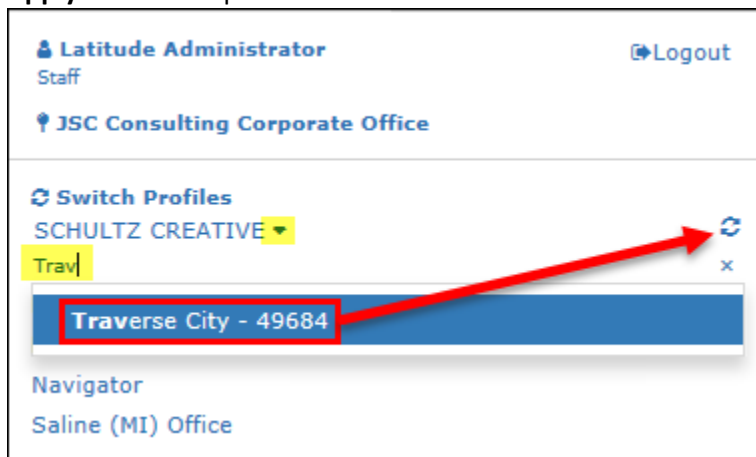 Latitude Administrator
Logout
Staff
JSC Consulting Corporate Office
Switch Profiles
SCHULTZ CREATIVE
Trav
×
Traverse City - 49684
Navigator
Saline (MI) Office